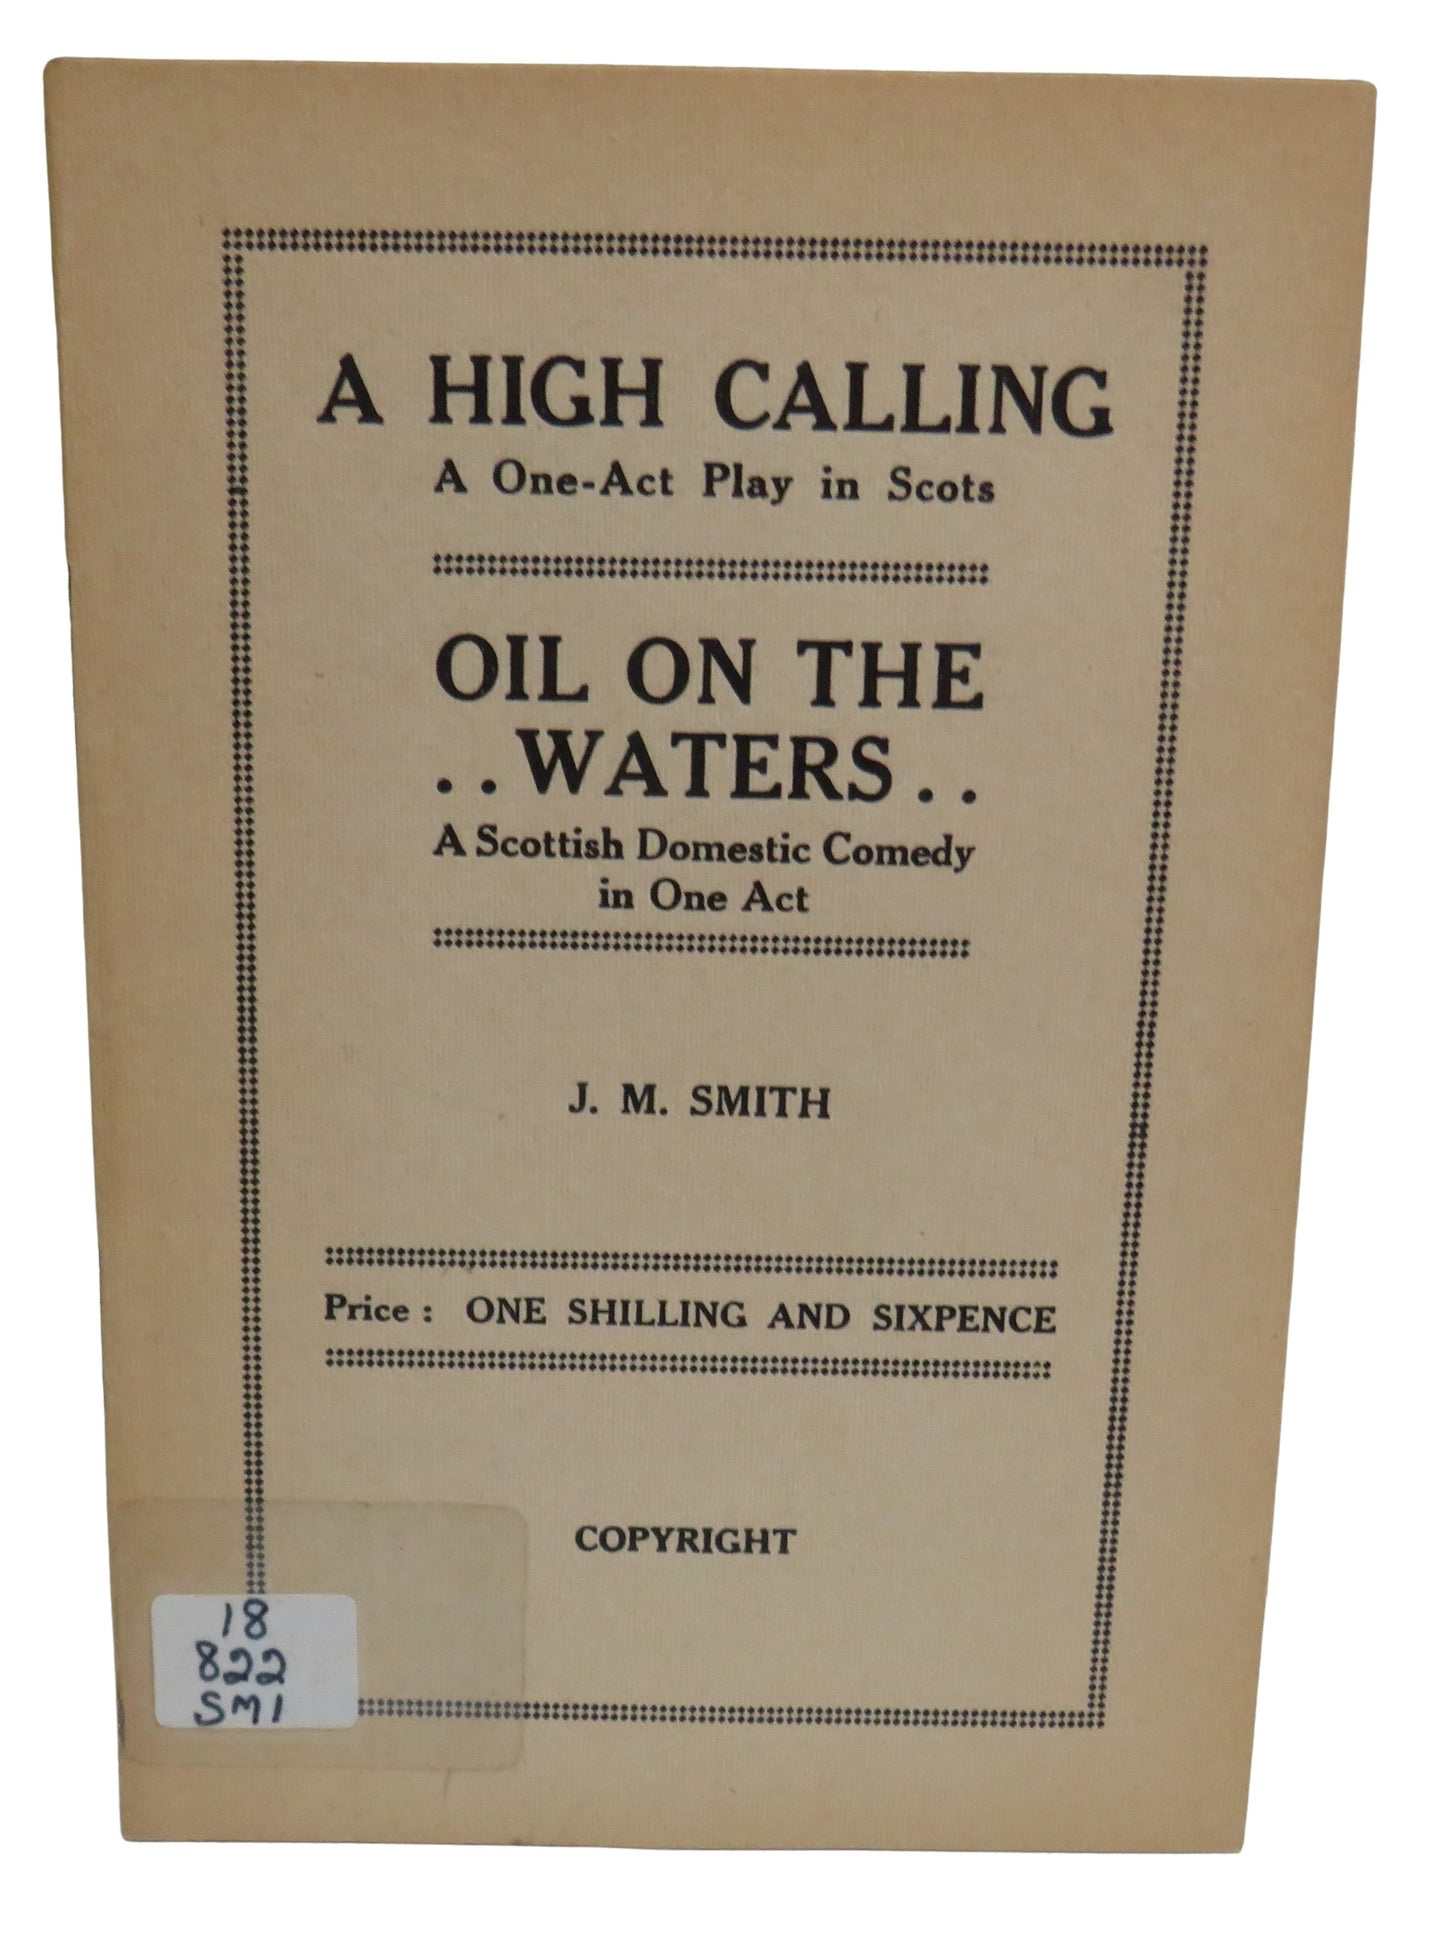 A HIGH CALLING
A One-Act Play in Scots
OIL ON THE
. . WATERS . .
A Scottish Domestic Comedy
in One Act
J. M. SMITH
Price : ONE SHILLING AND SIXPENCE
COPYRIGHT
18
822
SMI